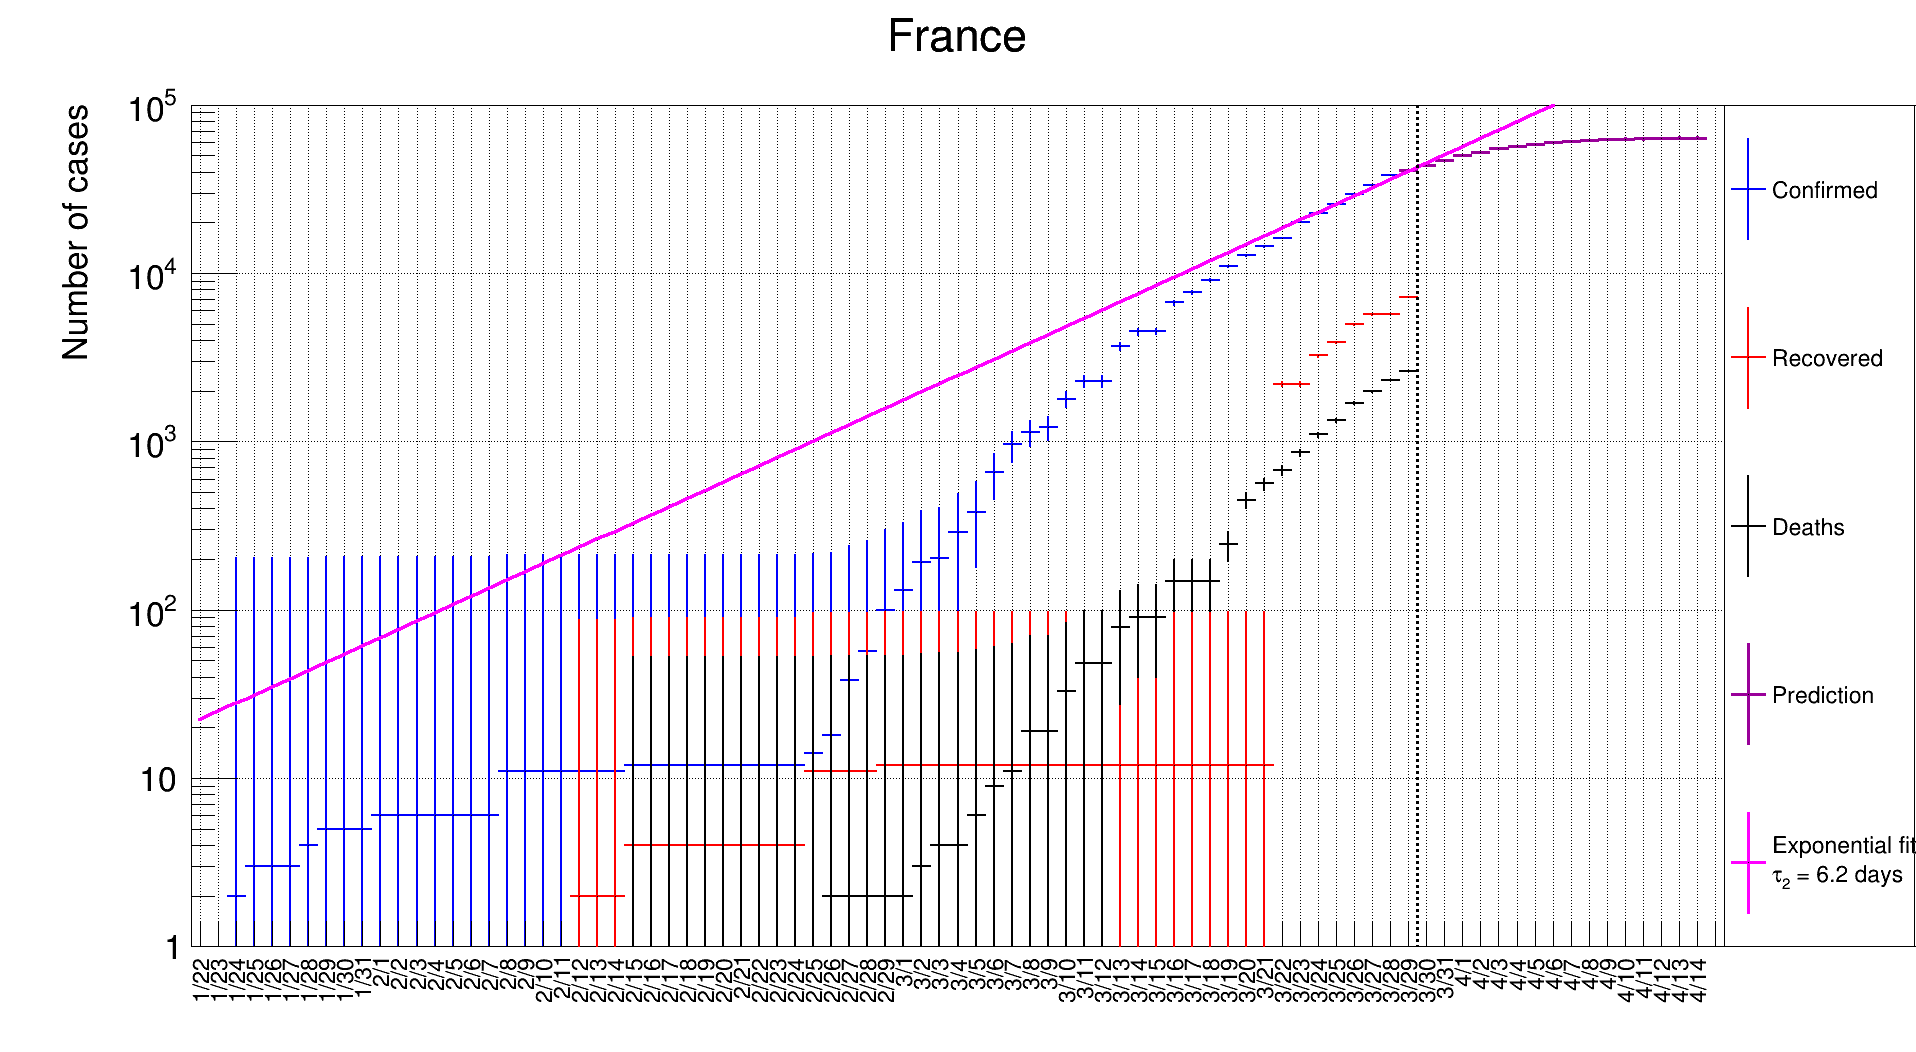 France
Number of cases
10^5
10^4
10^3
10^2
10
1
1/22 1/23 1/24 1/25 1/26 1/27 1/28 1/29 1/30 1/31 2/1 2/2 2/3 2/4 2/5 2/6 2/7 2/8 2/9 2/10 2/11 2/12 2/13 2/14 2/15 2/16 2/17 2/18 2/19 2/20 2/21 2/22 2/23 2/24 2/25 2/26 2/27 2/28 2/29 3/1 3/2 3/3 3/4 3/5 3/6 3/7 3/8 3/9 3/10 3/11 3/12 3/13 3/14 3/15 3/16 3/17 3/18 3/19 3/20 3/21 3/22 3/23 3/24 3/25 3/26 3/27 3/28 3/29 3/30 3/31 4/1 4/2 4/3 4/4 4/5 4/6 4/7 4/8 4/9 4/10 4/11 4/12 4/13 4/14
Confirmed
Recovered
Deaths
Prediction
Exponential fit
τ₂ = 6.2 days